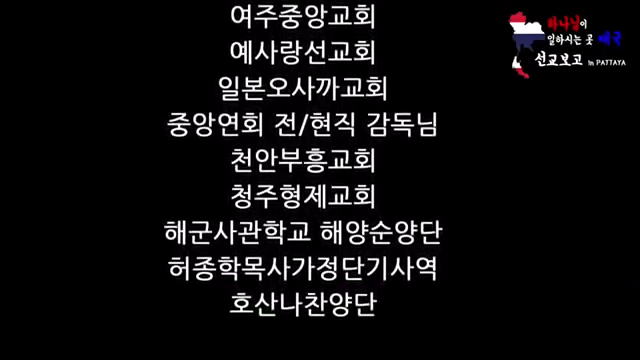 여주중앙교회
예사랑선교회
일본오사까교회
중앙연회 전/현직 감독님
천안부흥교회
청주형제교회
해군사관학교 해양순양단
허종학목사가정단기사역
호산나찬양단
하나님이
일하시는 곳 태국
선교보고 In PATTAYA